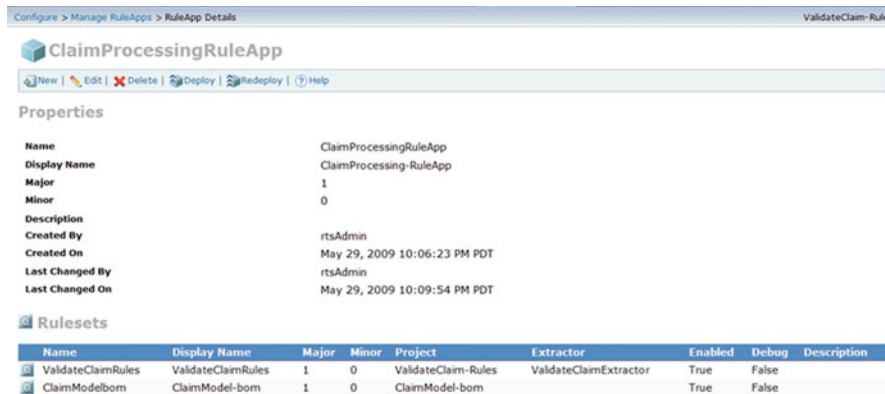 Configure > Manage RuleApps > RuleApp Details ValidateClaim-Rule
ClaimProcessingRuleApp
New | Edit | Delete | Deploy | Redeploy | Help
Properties
Name ClaimProcessingRuleApp
Display Name ClaimProcessing-RuleApp
Major 1
Minor 0
Description
Created By rtsAdmin
Created On May 29, 2009 10:06:23 PM PDT
Last Changed By rtsAdmin
Last Changed On May 29, 2009 10:09:54 PM PDT
Rulesets
Name Display Name Major Minor Project Extractor Enabled Debug Description
ValidateClaimRules ValidateClaimRules 1 0 ValidateClaim-Rules ValidateClaimExtractor True False
ClaimModelbom ClaimModel-bom 1 0 ClaimModel-bom True False